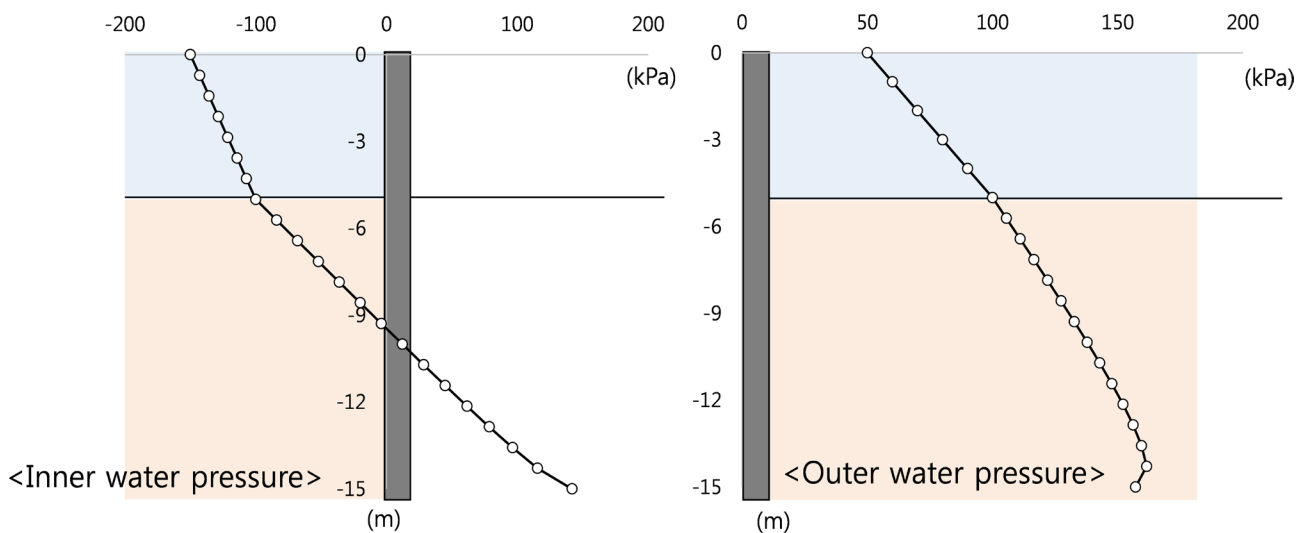 -200 -100 0 100 200
0
(kPa)
-3
-6
-9
-12
<Inner water pressure>
-15
(m)
0 50 100 150 200
0
(kPa)
-3
-6
-9
-12
<Outer water pressure>
-15
(m)